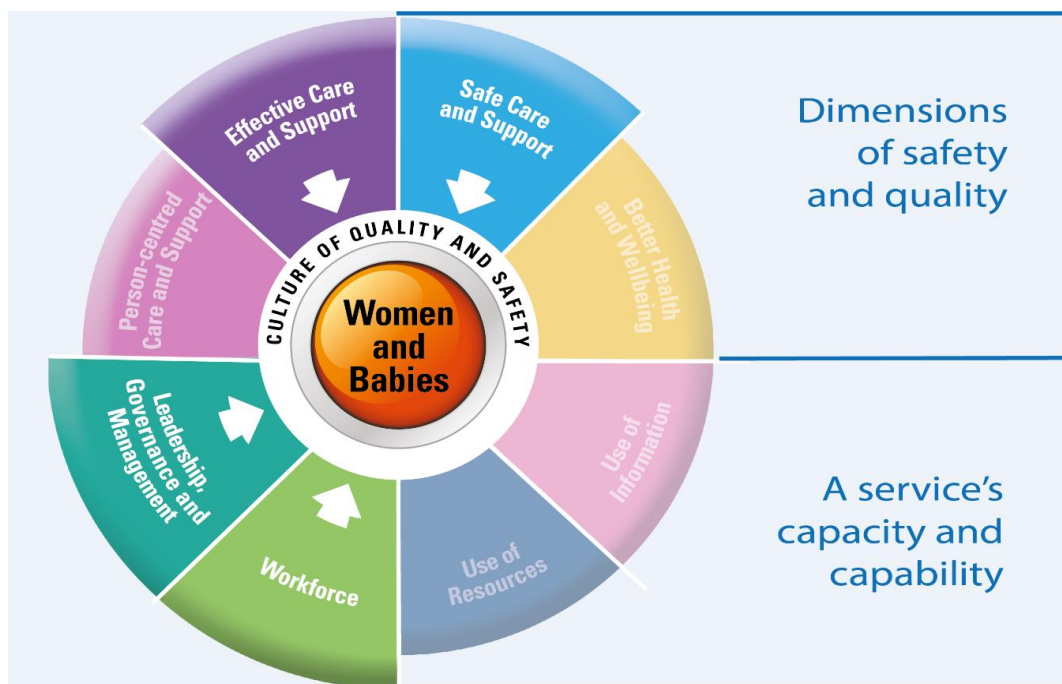 Effective Care
and Support
Safe Care
and Support
Dimensions
of safety
and quality
Person-centred
Care and Support
Better Health
and Wellbeing
CULTURE OF QUALITY AND SAFETY
Women
and
Babies
Leadership,
Governance and
Management
Use of
Information
Workforce
Use of
Resources
A service's
capacity and
capability